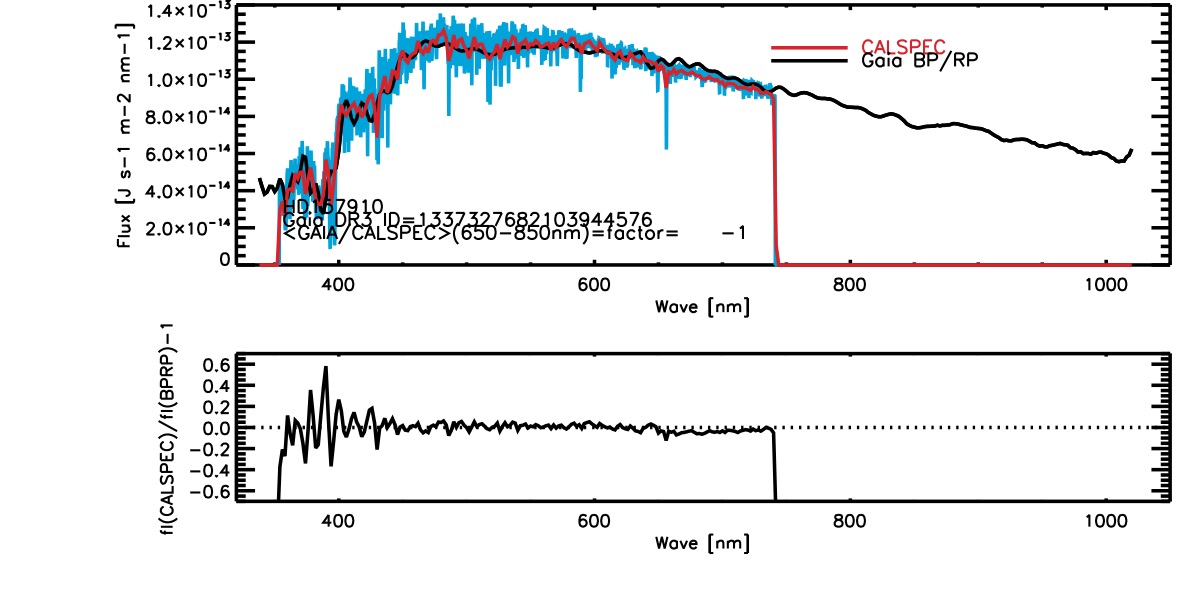 1.4×10−13
1.2×10−13
1.0×10−13
8.0×10−14
6.0×10−14
4.0×10−14
2.0×10−14
0
Flux [J s−1 m−2 nm−1]
CALSPEC
Gaia BP/RP
HD157910
Gaia DR3 ID=1337327682103944576
<GAIA/CALSPEC>(650−850nm)=factor= −1
400 600 800 1000
Wave [nm]
fl(CALSPEC)/fl(BPRP)−1
0.6
0.4
0.2
0.0
−0.2
−0.4
−0.6
400 600 800 1000
Wave [nm]